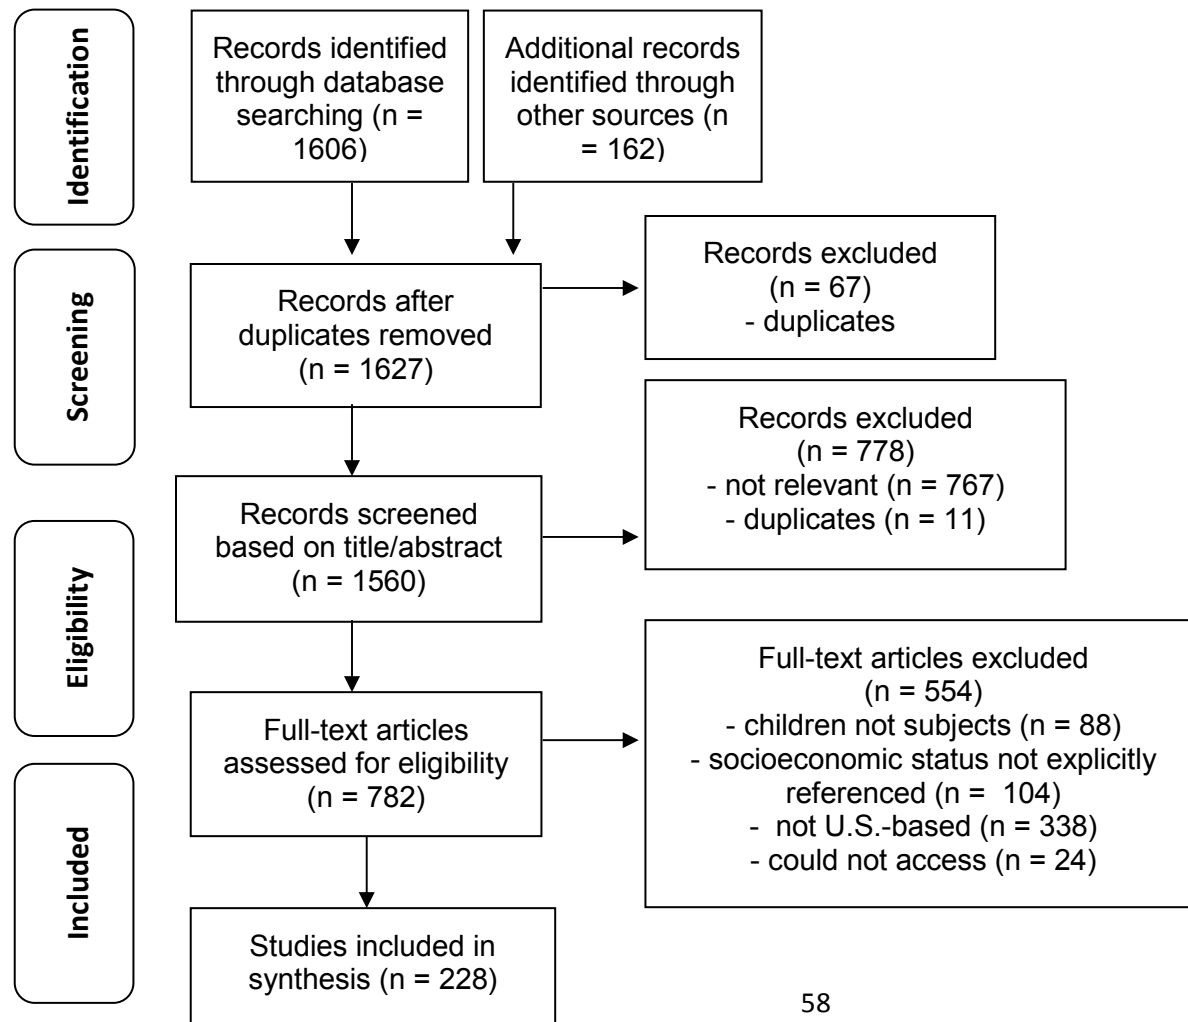 Identification
Records identified
through database
searching (n =
1606)
Additional records
identified through
other sources (n
= 162)
Screening
Records after
duplicates removed
(n = 1627)
Records excluded
(n = 67)
- duplicates
Records screened
based on title/abstract
(n = 1560)
Records excluded
(n = 778)
- not relevant (n = 767)
- duplicates (n = 11)
Eligibility
Full-text articles
assessed for eligibility
(n = 782)
Full-text articles excluded
(n = 554)
- children not subjects (n = 88)
- socioeconomic status not explicitly
referenced (n =  104)
-  not U.S.-based (n = 338)
- could not access (n = 24)
Included
Studies included in
synthesis (n = 228)
58